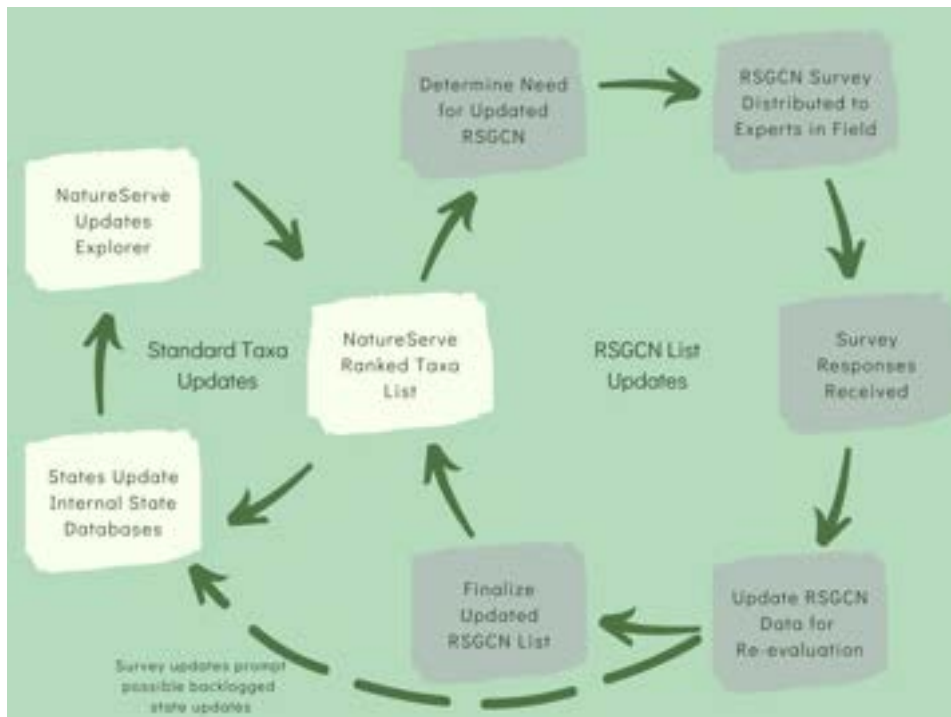 Determine Need
for Updated
RSGCN
RSGCN Survey
Distributed to
Experts in Field
NatureServe
Updates
Explorer
Standard Taxa
Updates
NatureServe
Ranked Taxa
List
RSGCN List
Updates
Survey
Responses
Received
States Update
Internal State
Databases
Finalize
Updated
RSGCN List
Update RSGCN
Data for
Re-evaluation
Survey updates prompt
possible backlogged
state updates